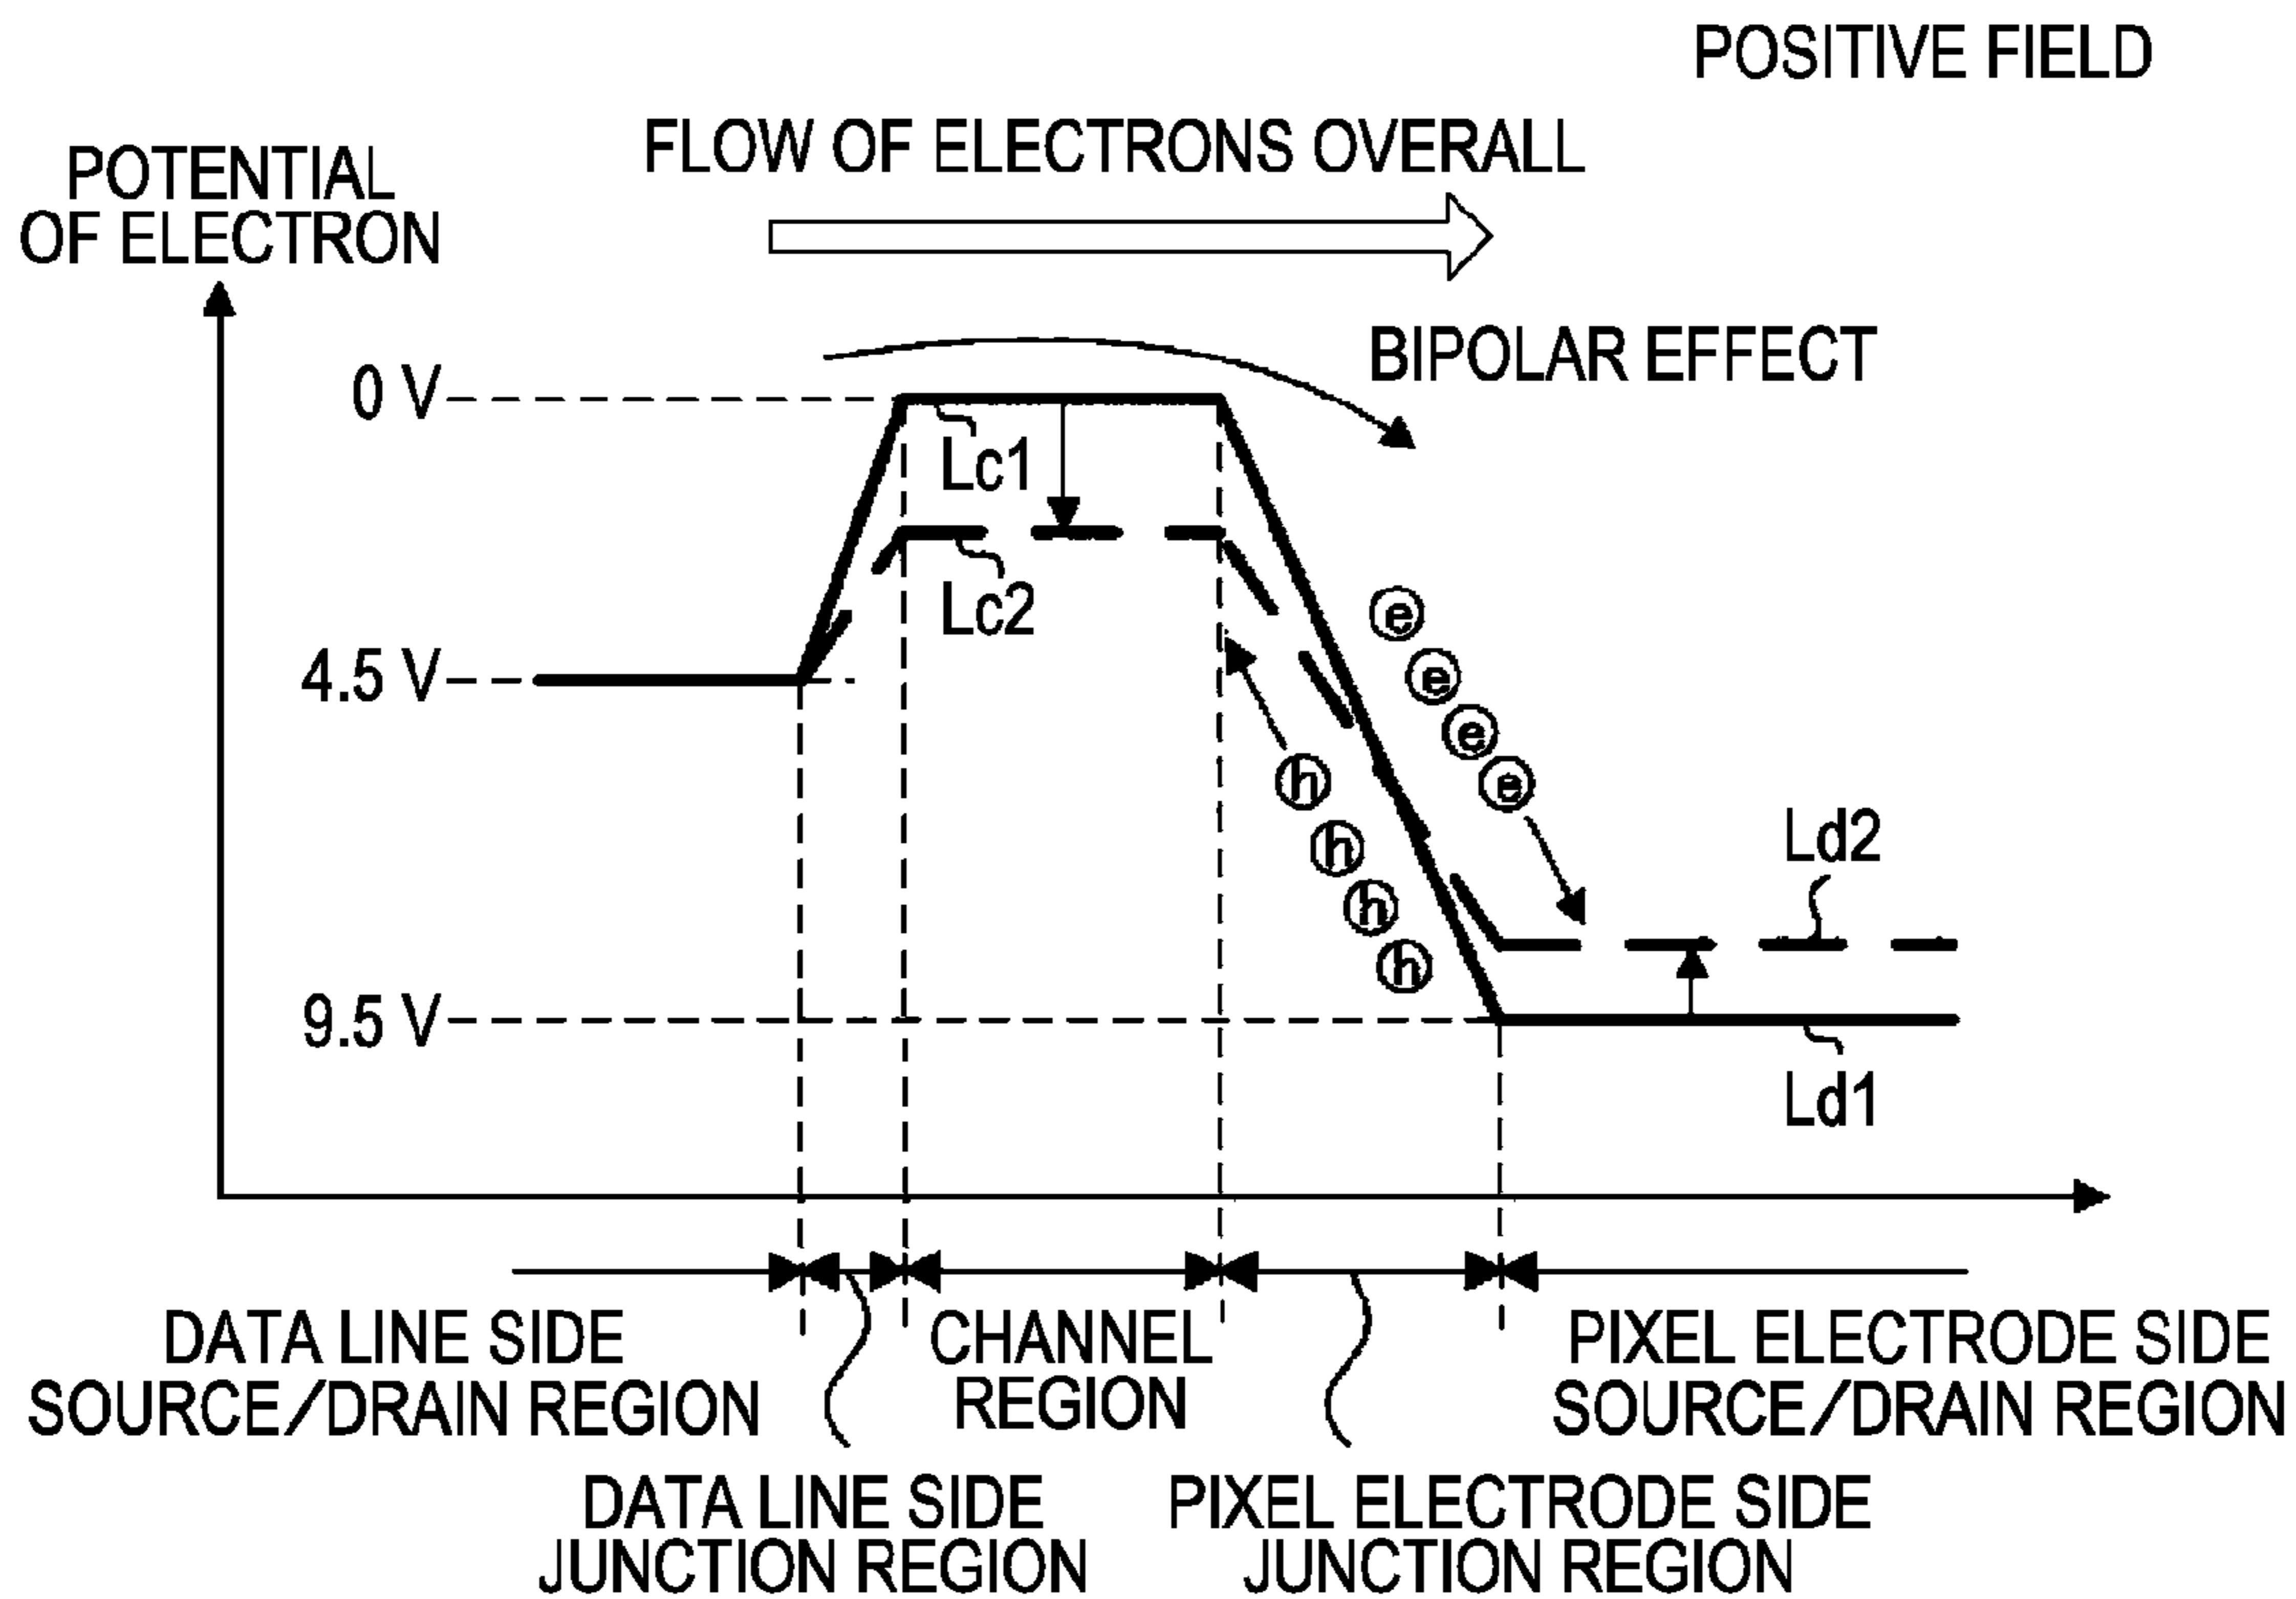 POSITIVE FIELD
FLOW OF ELECTRONS OVERALL
POTENTIAL
OF ELECTRON
BIPOLAR EFFECT
0 V
Lc1
Lc2
4.5 V
e
e
e
e
h
h
h
h
Ld2
9.5 V
Ld1
DATA LINE SIDE
SOURCE/DRAIN REGION
CHANNEL
REGION
PIXEL ELECTRODE SIDE
SOURCE/DRAIN REGION
DATA LINE SIDE
JUNCTION REGION
PIXEL ELECTRODE SIDE
JUNCTION REGION